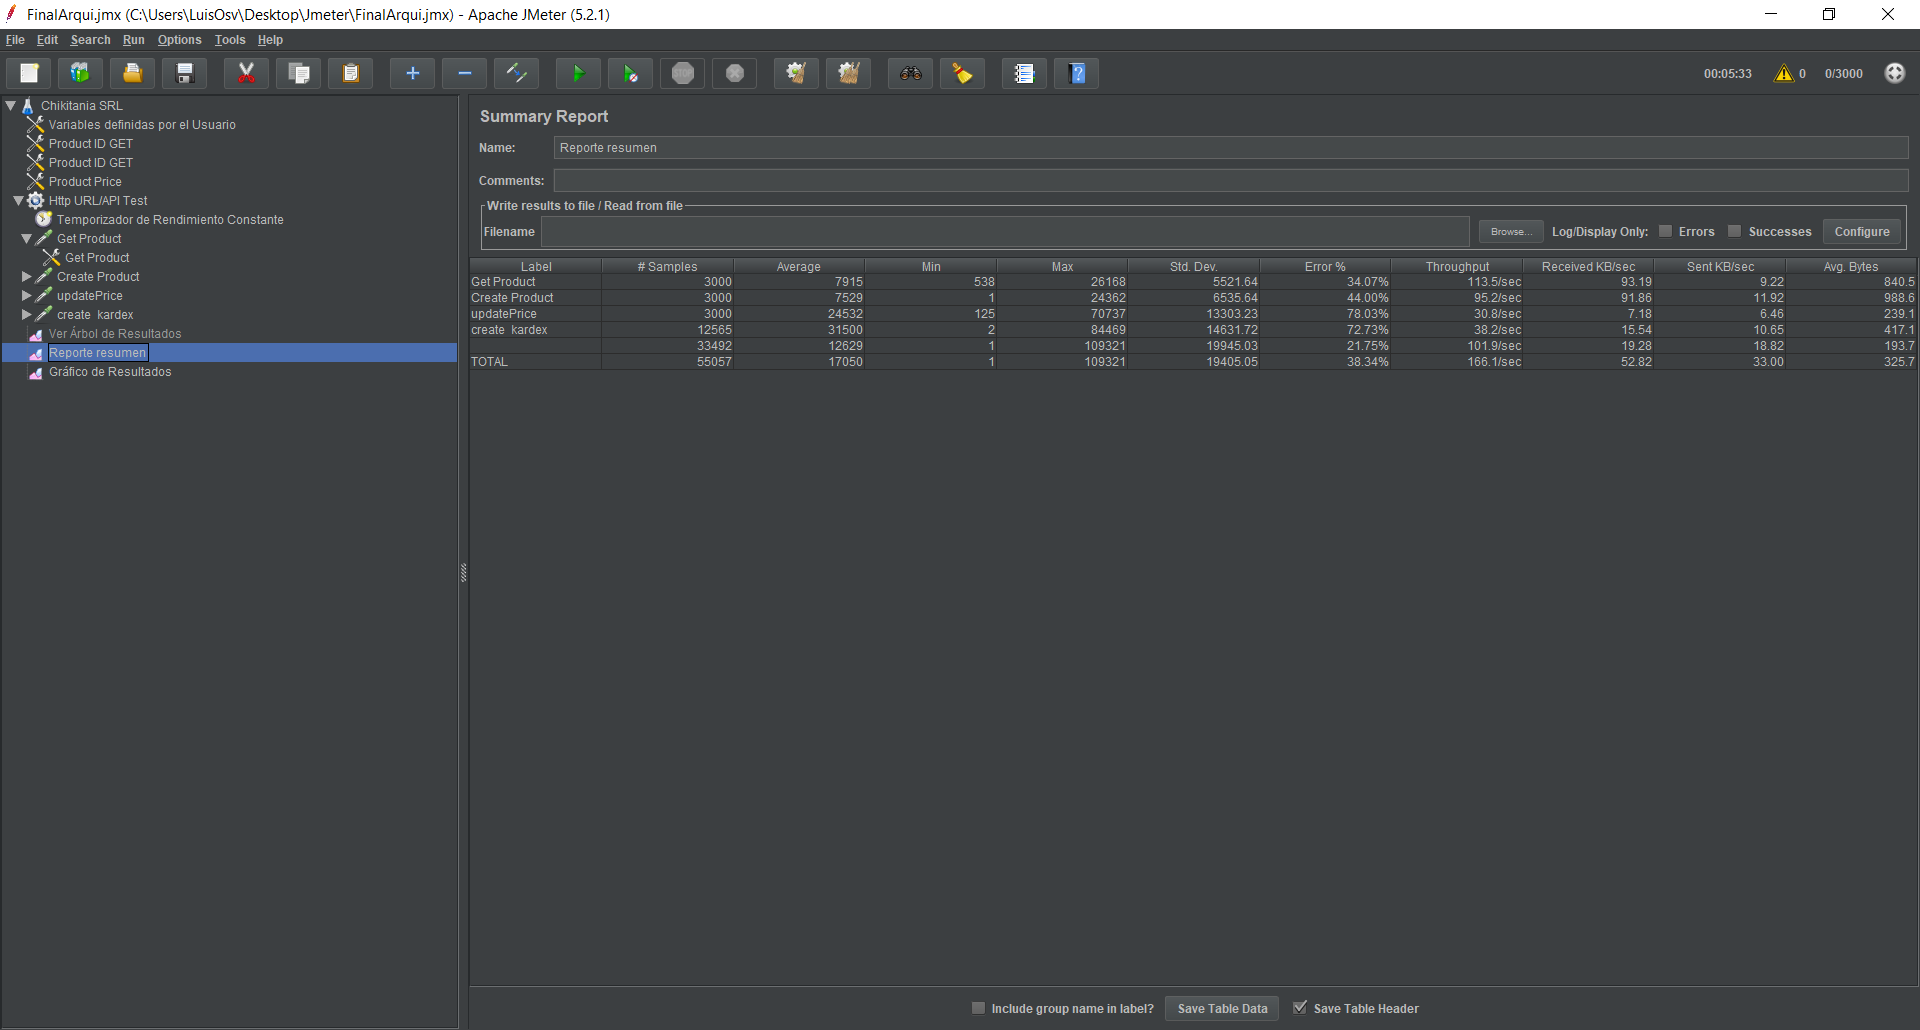 FinalArqui.jmx (C:\Users\LuisOsv\Desktop\Jmeter\FinalArqui.jmx) - Apache JMeter (5.2.1)
File Edit Search Run Options Tools Help
STOP
00:05:33 0 0/3000
Chikitania SRL
Variables definidas por el Usuario
Product ID GET
Product ID GET
Product Price
Http URL/API Test
Temporizador de Rendimiento Constante
Get Product
Get Product
Create Product
updatePrice
create kardex
Ver Árbol de Resultados
Reporte resumen
Gráfico de Resultados
Summary Report
Name: Reporte resumen
Comments:
Write results to file / Read from file
Filename Browse... Log/Display Only: Errors Successes Configure
Label # Samples Average Min Max Std. Dev. Error % Throughput Received KB/sec Sent KB/sec Avg. Bytes
Get Product 3000 7915 538 26168 5521.64 34.07% 113.5/sec 93.19 9.22 840.5
Create Product 3000 7529 1 24362 6535.64 44.00% 95.2/sec 91.86 11.92 988.6
updatePrice 3000 24532 125 70737 13303.23 78.03% 30.8/sec 7.18 6.46 239.1
create kardex 12565 31500 2 84469 14631.72 72.73% 38.2/sec 15.54 10.65 417.1
33492 12629 1 109321 19945.03 21.75% 101.9/sec 19.28 18.82 193.7
TOTAL 55057 17050 1 109321 19405.05 38.34% 166.1/sec 52.82 33.00 325.7
Include group name in label? Save Table Data Save Table Header